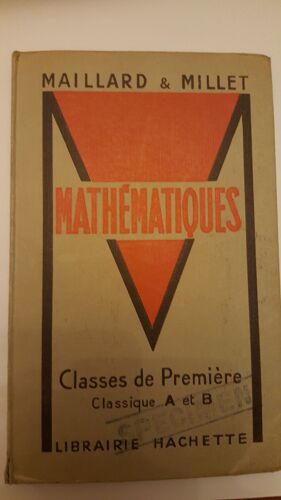 MAILLARD & MILLET
MATHÉMATIQUES
Classes de Première
Classique A et B
SPECIMEN
LIBRAIRIE HACHETTE